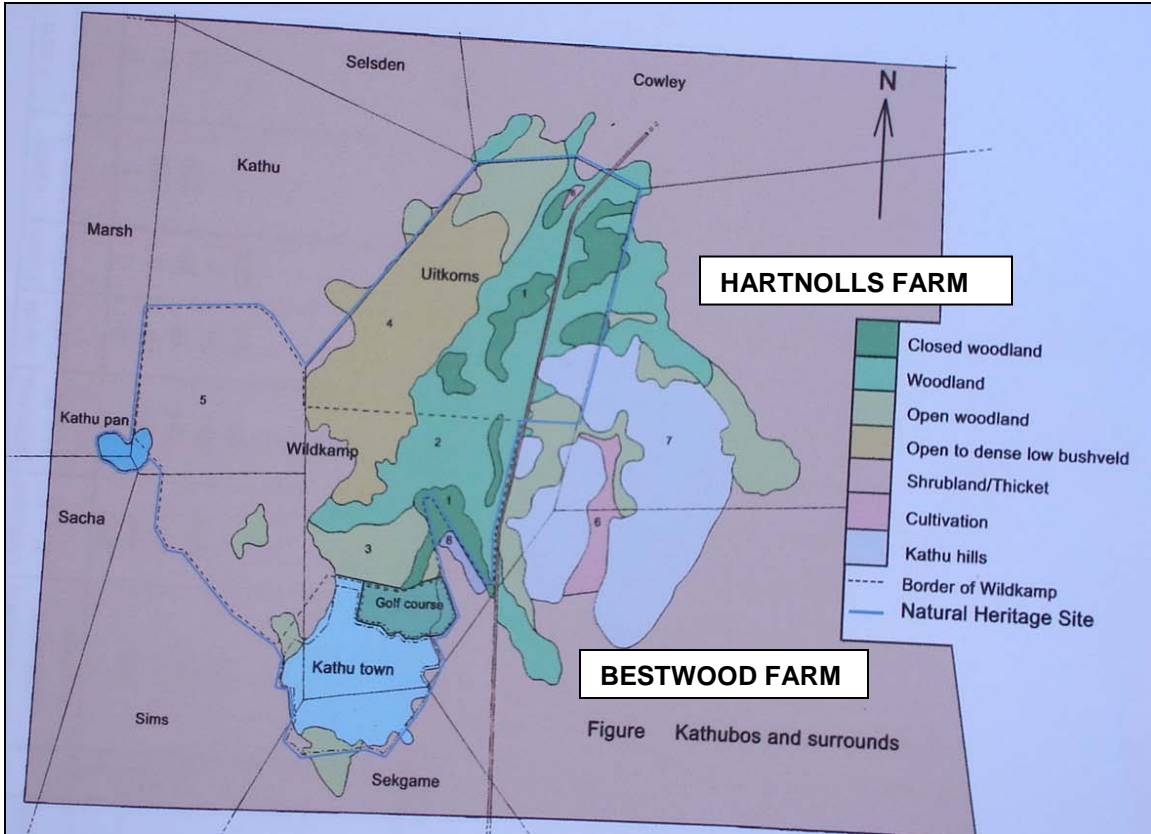 Selsden
Cowley
N
Kathu
Marsh
Uitkoms
HARTNOLLS FARM
1
4
Closed woodland
Woodland
Open woodland
Open to dense low bushveld
Shrubland/Thicket
Cultivation
Kathu hills
Border of Wildkamp
Natural Heritage Site
5
Kathu pan
Wildkamp
2
7
Sacha
1
6
3
8
Golf course
Kathu town
BESTWOOD FARM
Sims
Figure Kathubos and surrounds
Sekgame